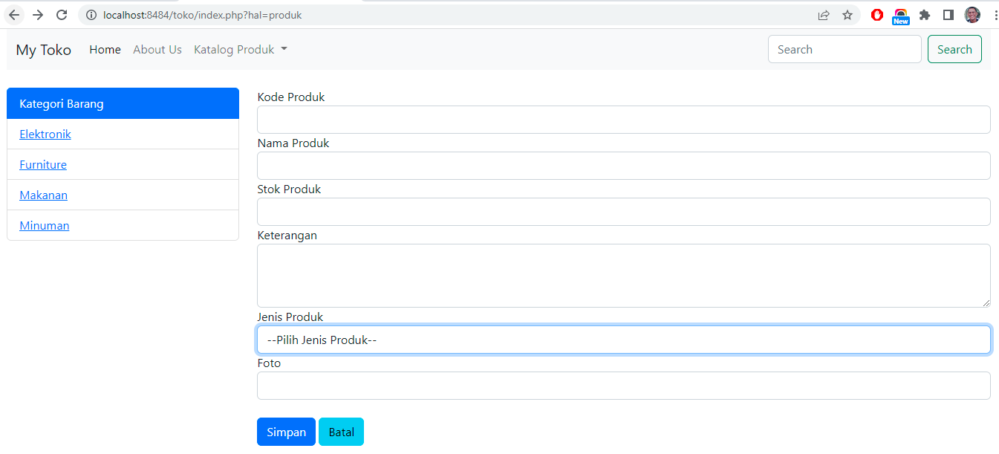 localhost:8484/toko/index.php?hal=produk
New
My Toko Home About Us Katalog Produk Search Search
Kategori Barang
Elektronik
Furniture
Makanan
Minuman
Kode Produk
Nama Produk
Stok Produk
Keterangan
Jenis Produk
--Pilih Jenis Produk--
Foto
Simpan Batal